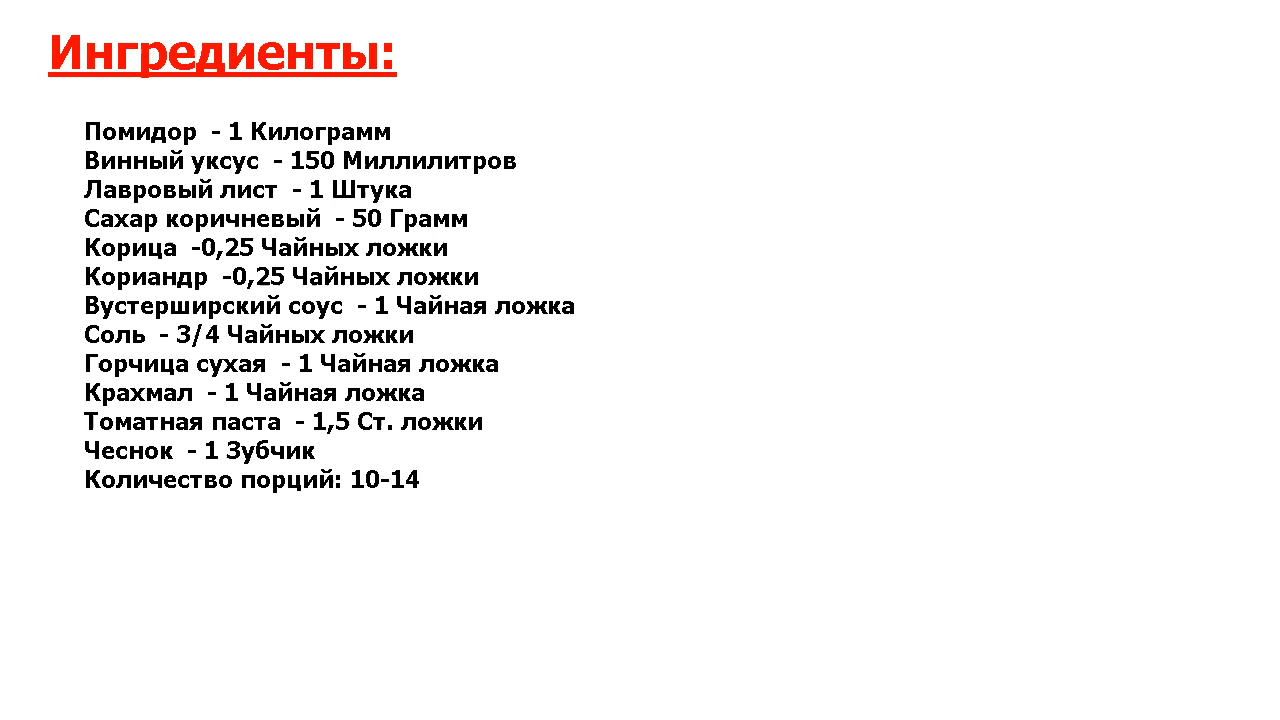 Ингредиенты:
Помидор  - 1 Килограмм
Винный уксус  - 150 Миллилитров
Лавровый лист  - 1 Штука
Сахар коричневый  - 50 Грамм
Корица  -0,25 Чайных ложки
Кориандр  -0,25 Чайных ложки
Вустерширский соус  - 1 Чайная ложка
Соль  - 3/4 Чайных ложки
Горчица сухая  - 1 Чайная ложка
Крахмал  - 1 Чайная ложка
Томатная паста  - 1,5 Ст. ложки
Чеснок  - 1 Зубчик
Количество порций: 10-14